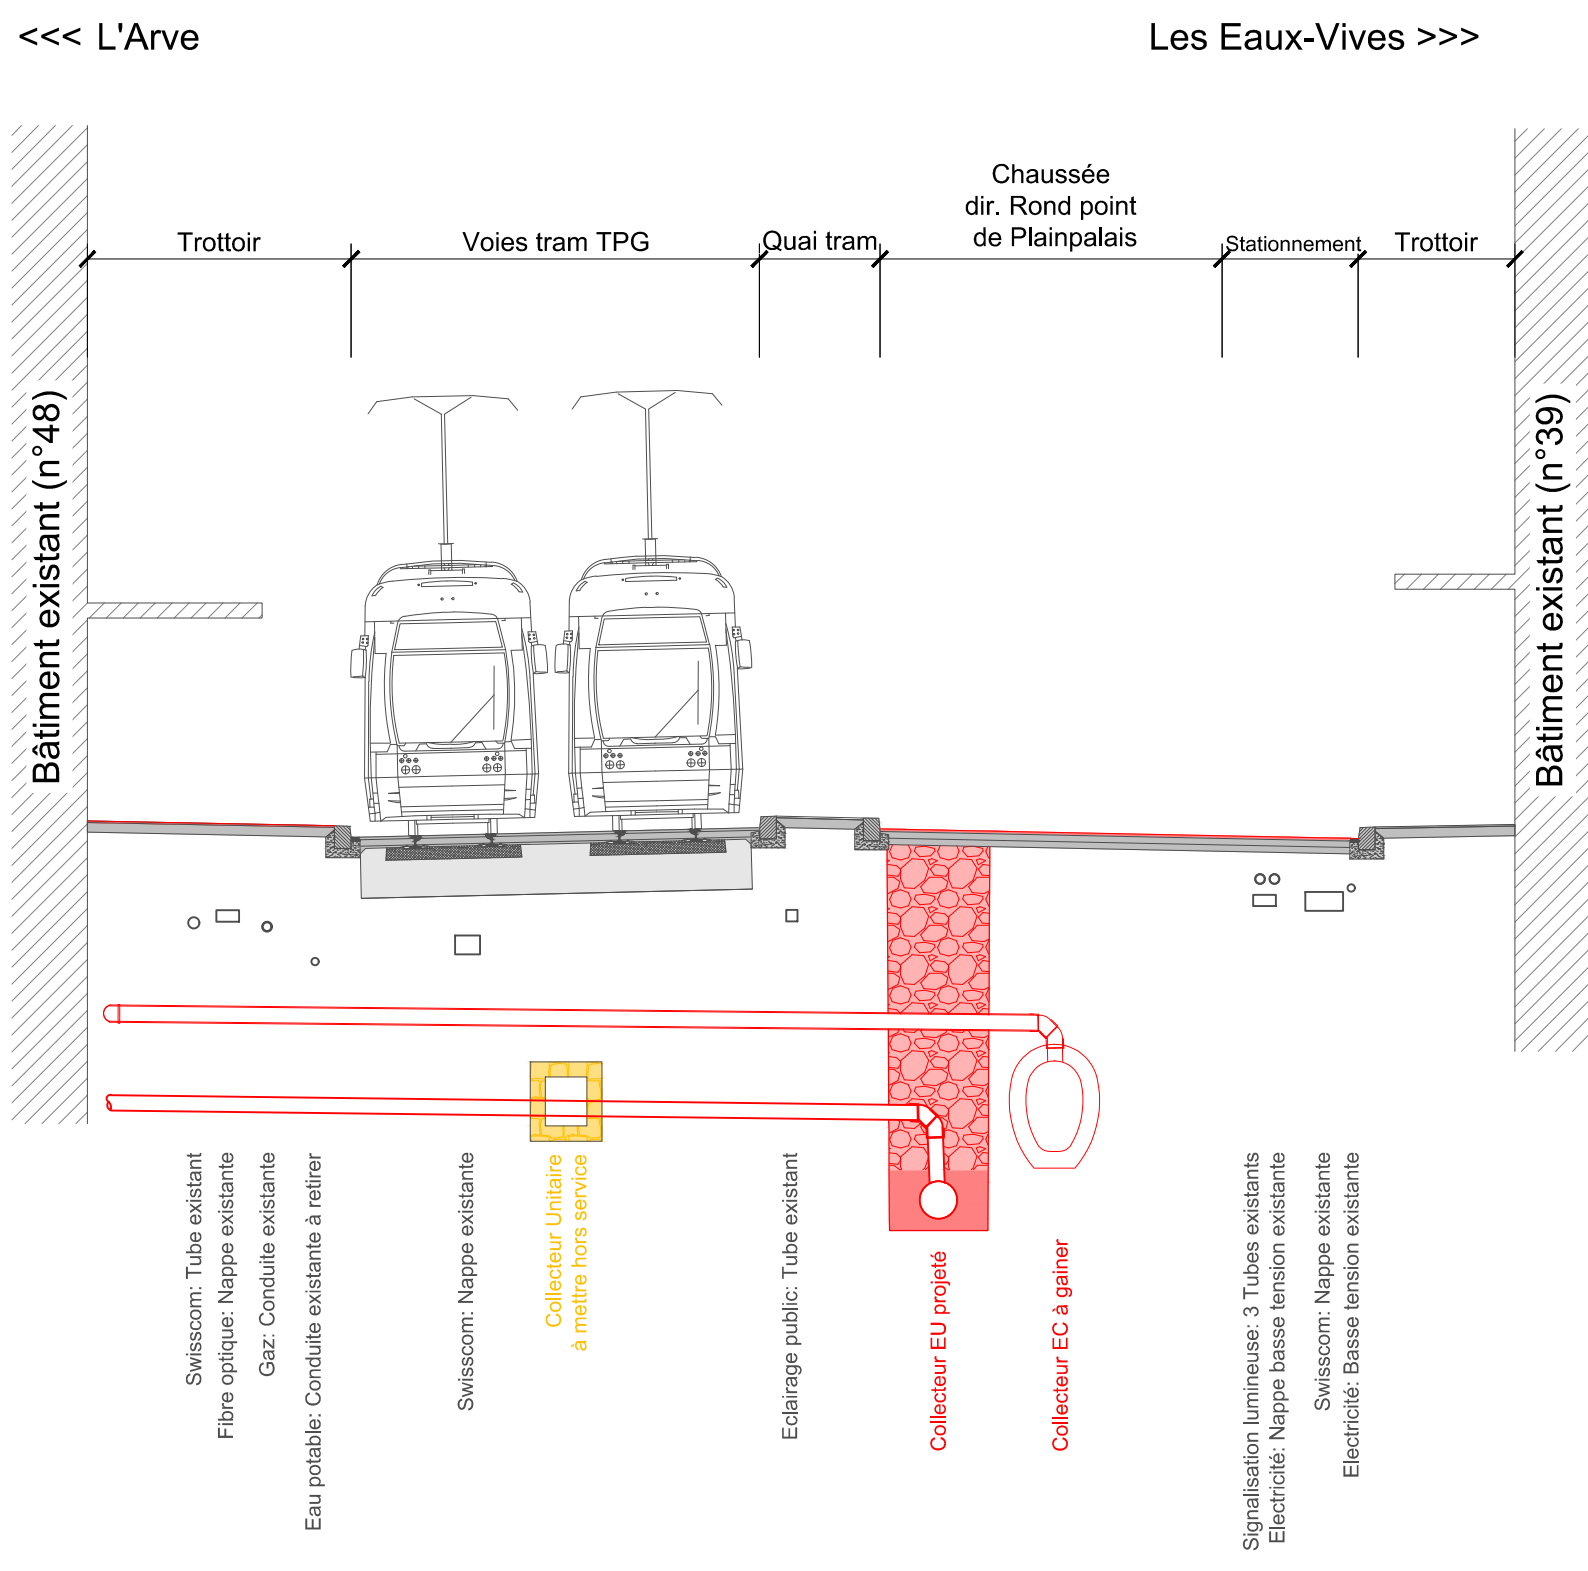 <<< L'Arve
Les Eaux-Vives >>>
Chaussée
dir. Rond point
de Plainpalais
Trottoir
Voies tram TPG
Quai tram
Stationnement
Trottoir
Bâtiment existant (n°48)
Bâtiment existant (n°39)
Swisscom: Tube existant
Fibre optique: Nappe existante
Gaz: Conduite existante
Eau potable: Conduite existante à retirer
Swisscom: Nappe existante
Collecteur Unitaire
à mettre hors service
Eclairage public: Tube existant
Collecteur EU projeté
Collecteur EC à gainer
Signalisation lumineuse: 3 Tubes existants
Electricité: Nappe basse tension existante
Swisscom: Nappe existante
Electricité: Basse tension existante